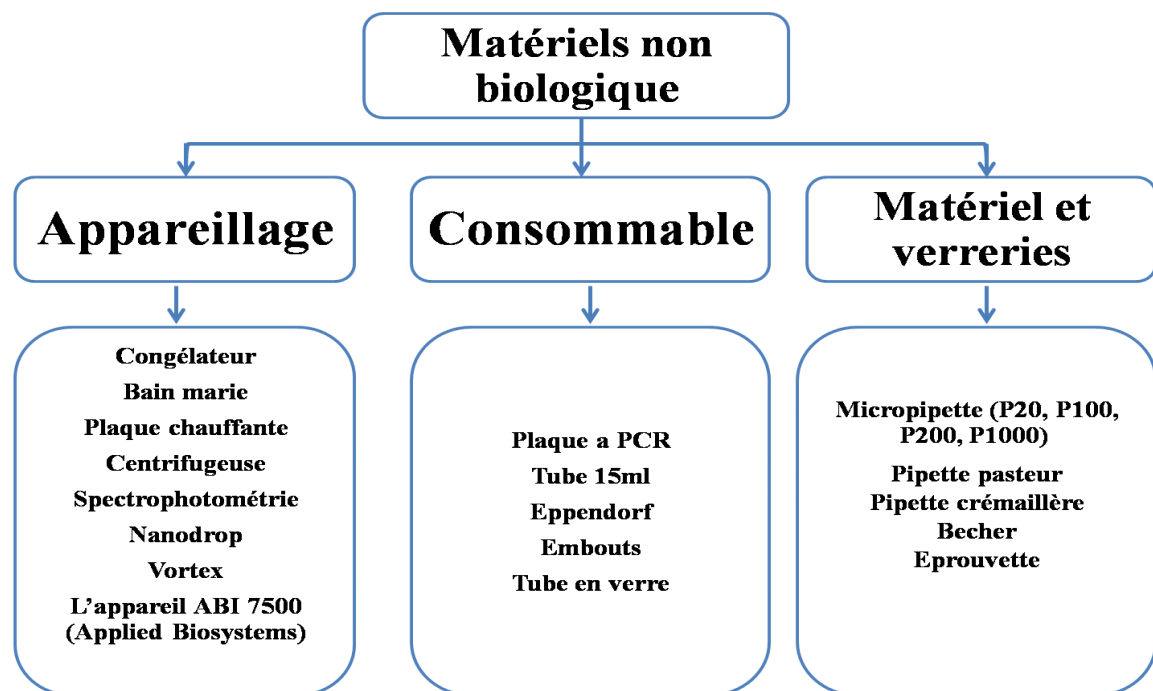 Matériels non
biologique
Appareillage
Consommable
Matériel et
verreries
Congélateur
Bain marie
Plaque chauffante
Centrifugeuse
Spectrophotométrie
Nanodrop
Vortex
L'appareil ABI 7500
(Applied Biosystems)
Plaque a PCR
Tube 15ml
Eppendorf
Embouts
Tube en verre
Micropipette (P20, P100,
P200, P1000)
Pipette pasteur
Pipette crémaillère
Becher
Eprouvette